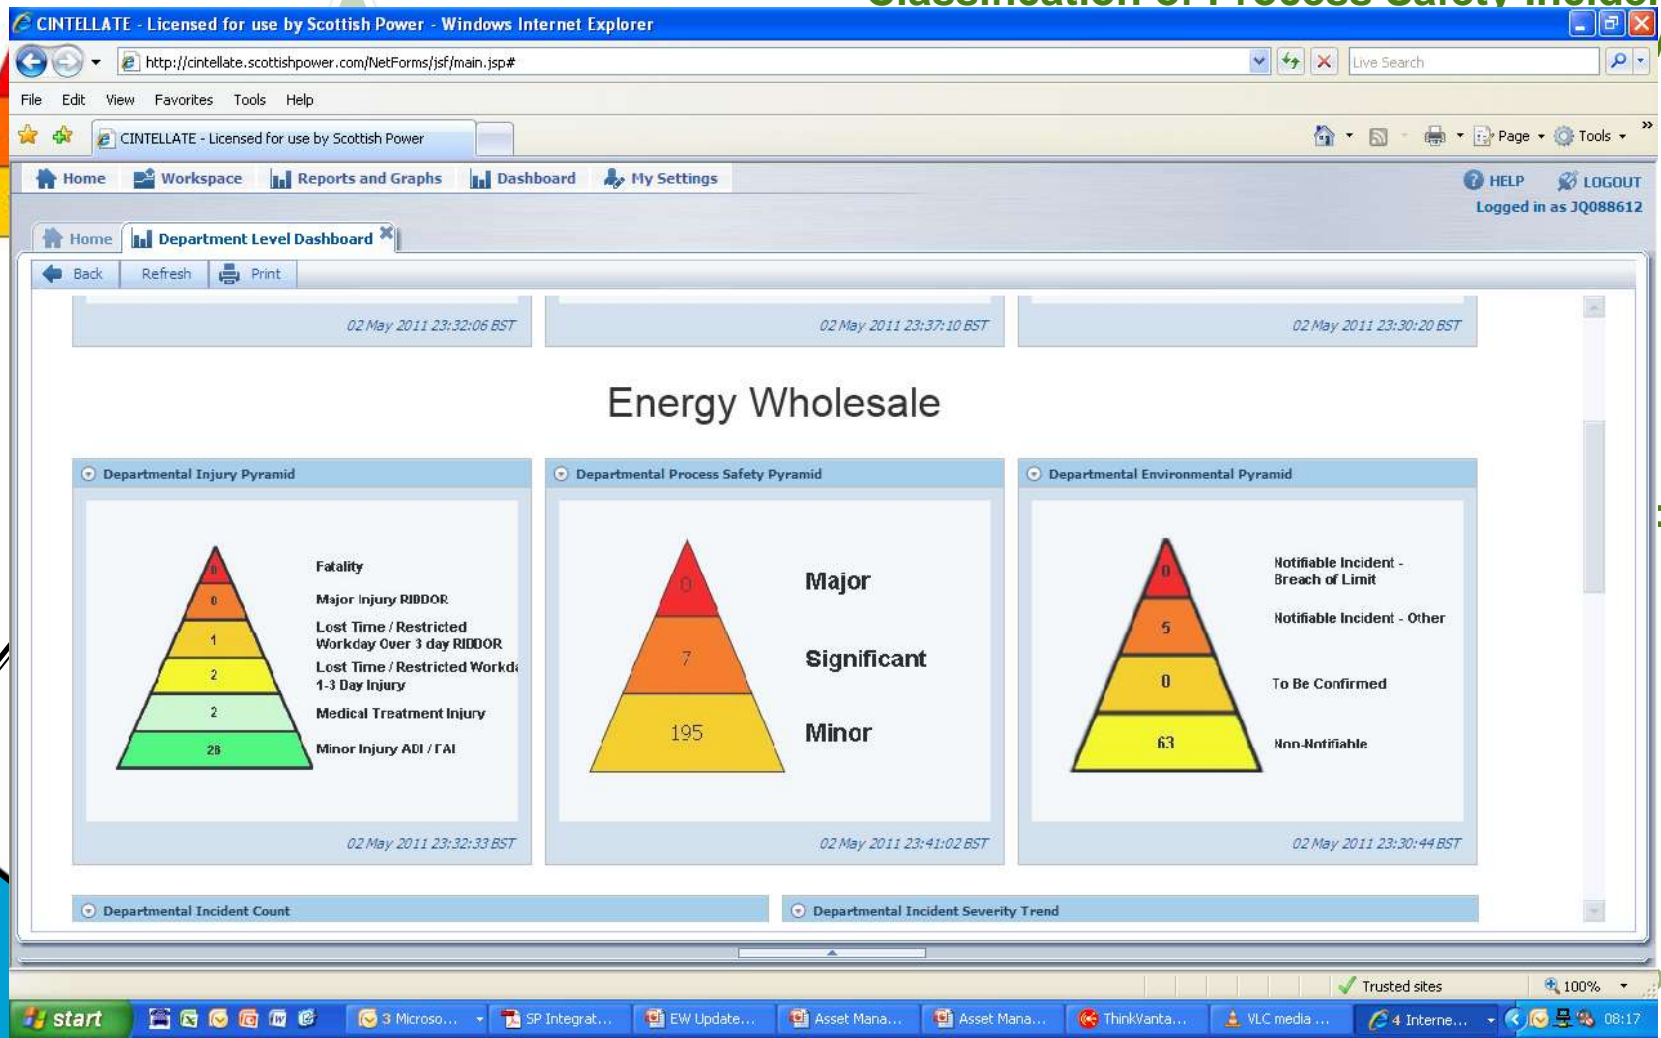 Classification of Process Safety Inciden
CINTELLATE - Licensed for use by Scottish Power - Windows Internet Explorer
http://cintellate.scottishpower.com/NetForms/jsf/main.jsp#
Live Search
File Edit View Favorites Tools Help
CINTELLATE - Licensed for use by Scottish Power
Page Tools »
Home Workspace Reports and Graphs Dashboard My Settings
HELP LOGOUT
Logged in as JQ088612
Home Department Level Dashboard
Back Refresh Print
02 May 2011 23:32:06 BST
02 May 2011 23:37:10 BST
02 May 2011 23:30:20 BST
Energy Wholesale
Departmental Injury Pyramid
0 Fatality
0 Major Injury RIDDOR
Lost Time / Restricted
1 Workday Over 3 day RIDDOR
Lost Time / Restricted Workda
2 1-3 Day Injury
2 Medical Treatment Injury
28 Minor Injury ADI / FAI
02 May 2011 23:32:33 BST
Departmental Process Safety Pyramid
0 Major
7 Significant
195 Minor
02 May 2011 23:41:02 BST
Departmental Environmental Pyramid
Notifiable Incident -
0 Breach of Limit
5 Notifiable Incident - Other
0 To Be Confirmed
63 Non-Notifiable
02 May 2011 23:30:44 BST
Departmental Incident Count
Departmental Incident Severity Trend
Trusted sites
100%
start
3 Microso...
SP Integrat...
EW Update...
Asset Mana...
Asset Mana...
ThinkVanta...
VLC media ...
4 Interne...
08:17